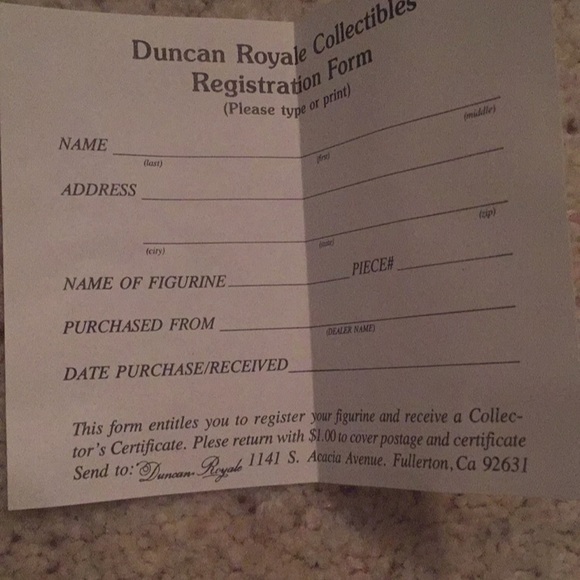 Duncan Royale Collectibles
Registration Form
(Please type or print)
NAME
(last) (first) (middle)
ADDRESS
(city) (state) (zip)
NAME OF FIGURINE PIECE#
PURCHASED FROM
(DEALER NAME)
DATE PURCHASE/RECEIVED
This form entitles you to register your figurine and receive a Collec-
tor's Certificate. Plese return with $1.00 to cover postage and certificate
Send to: Duncan Royale 1141 S. Acacia Avenue. Fullerton, Ca 92631